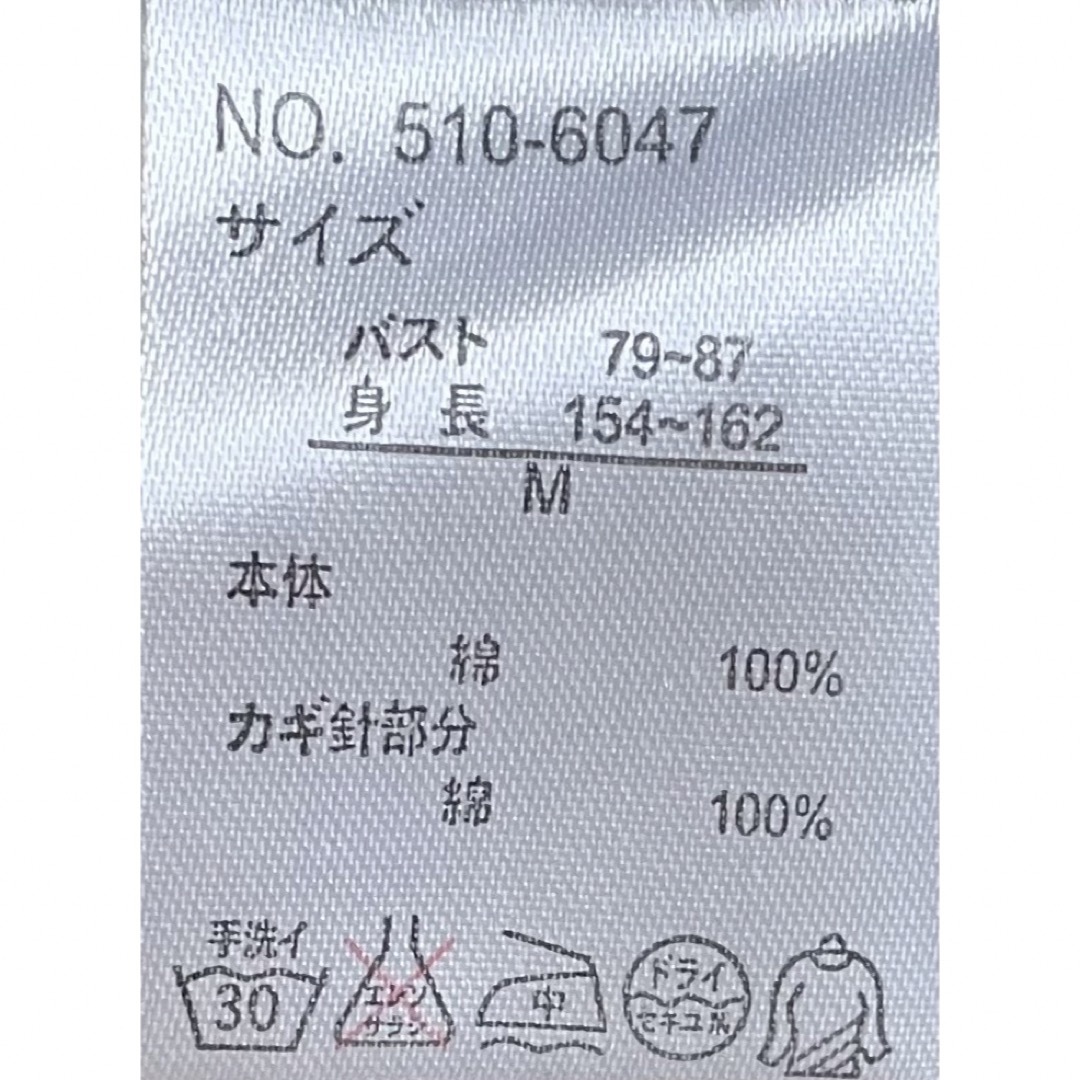 NO. 510-6047
サイズ
バスト 79~87
身 長 154~162
M
本体
綿 100%
カギ針部分
綿 100%
手洗イ
30
エンソ
サラシ
中
ドライ
セキユ系